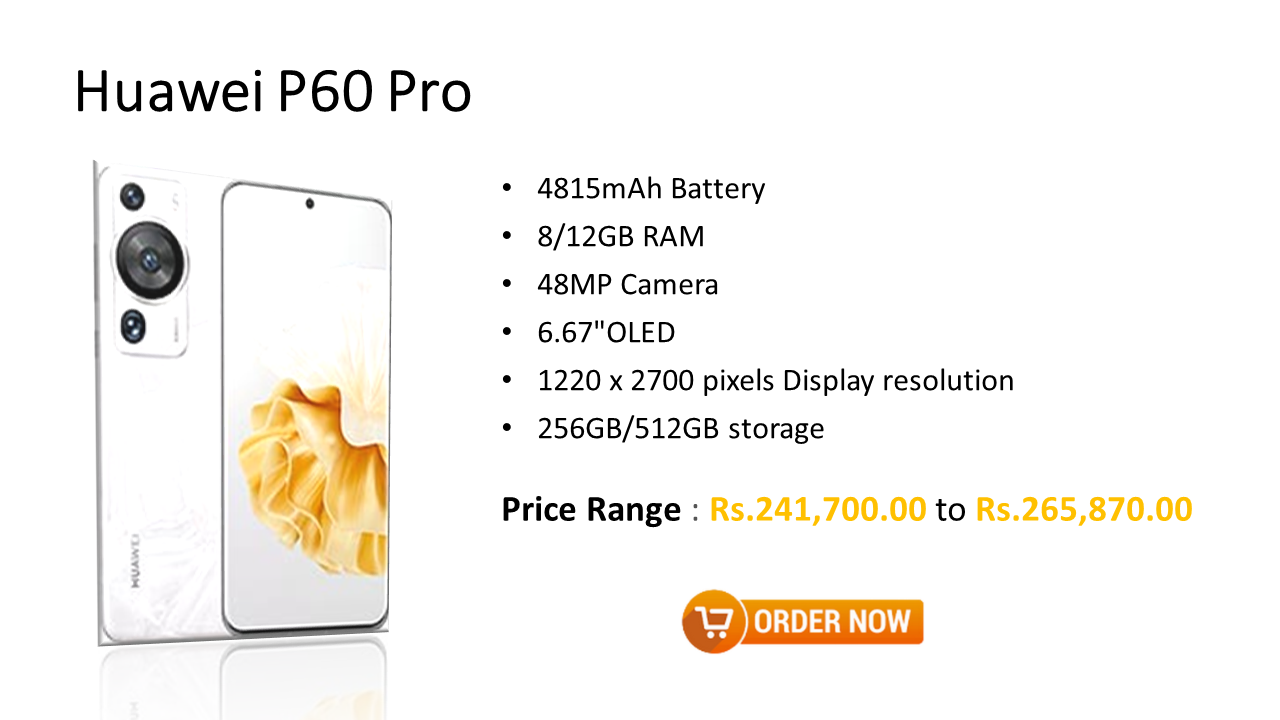 Huawei P60 Pro
• 4815mAh Battery
• 8/12GB RAM
• 48MP Camera
• 6.67"OLED
• 1220 x 2700 pixels Display resolution
• 256GB/512GB storage
Price Range : Rs.241,700.00 to Rs.265,870.00
ORDER NOW
HUAWEI